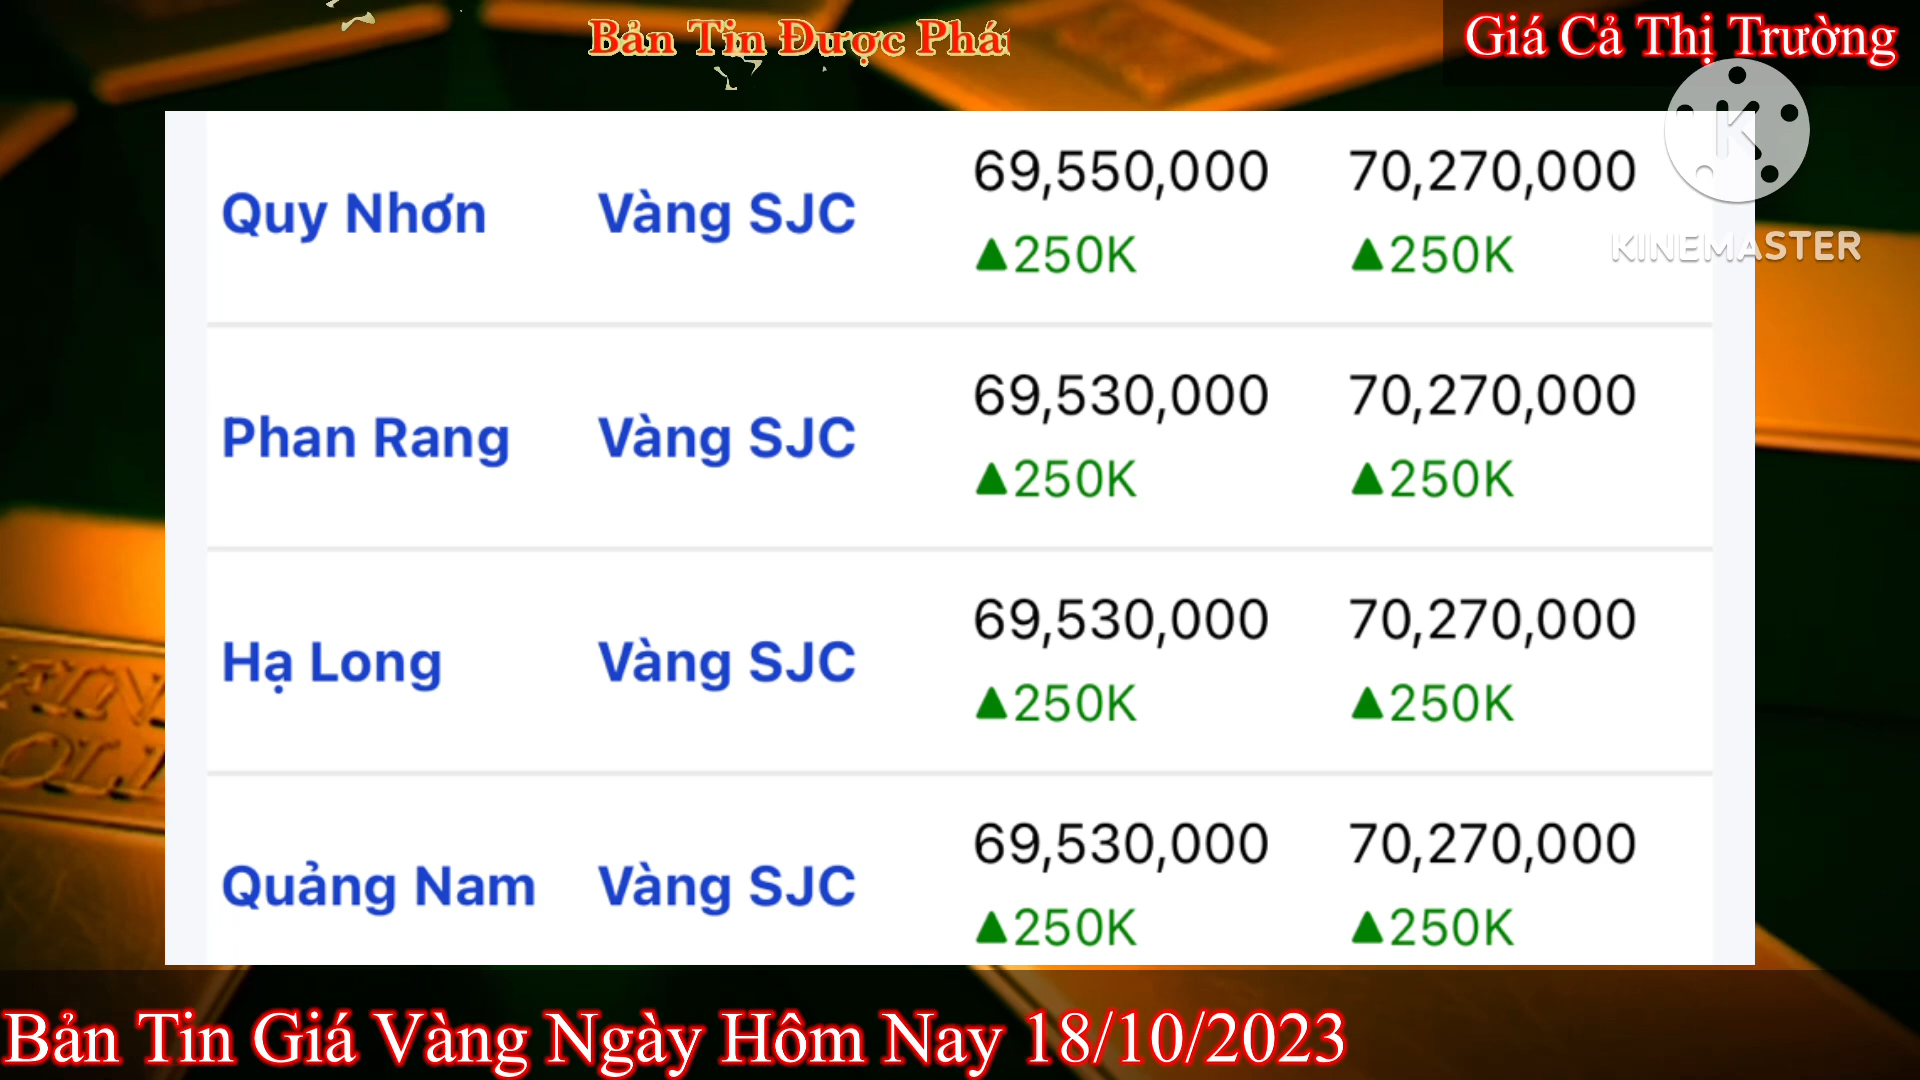 Bản Tin Được Phá
Giá Cả Thị Trường
KINEMASTER
Quy Nhơn Vàng SJC 69,550,000 70,270,000
▲250K ▲250K
Phan Rang Vàng SJC 69,530,000 70,270,000
▲250K ▲250K
Hạ Long Vàng SJC 69,530,000 70,270,000
▲250K ▲250K
Quảng Nam Vàng SJC 69,530,000 70,270,000
▲250K ▲250K
Bản Tin Giá Vàng Ngày Hôm Nay 18/10/2023